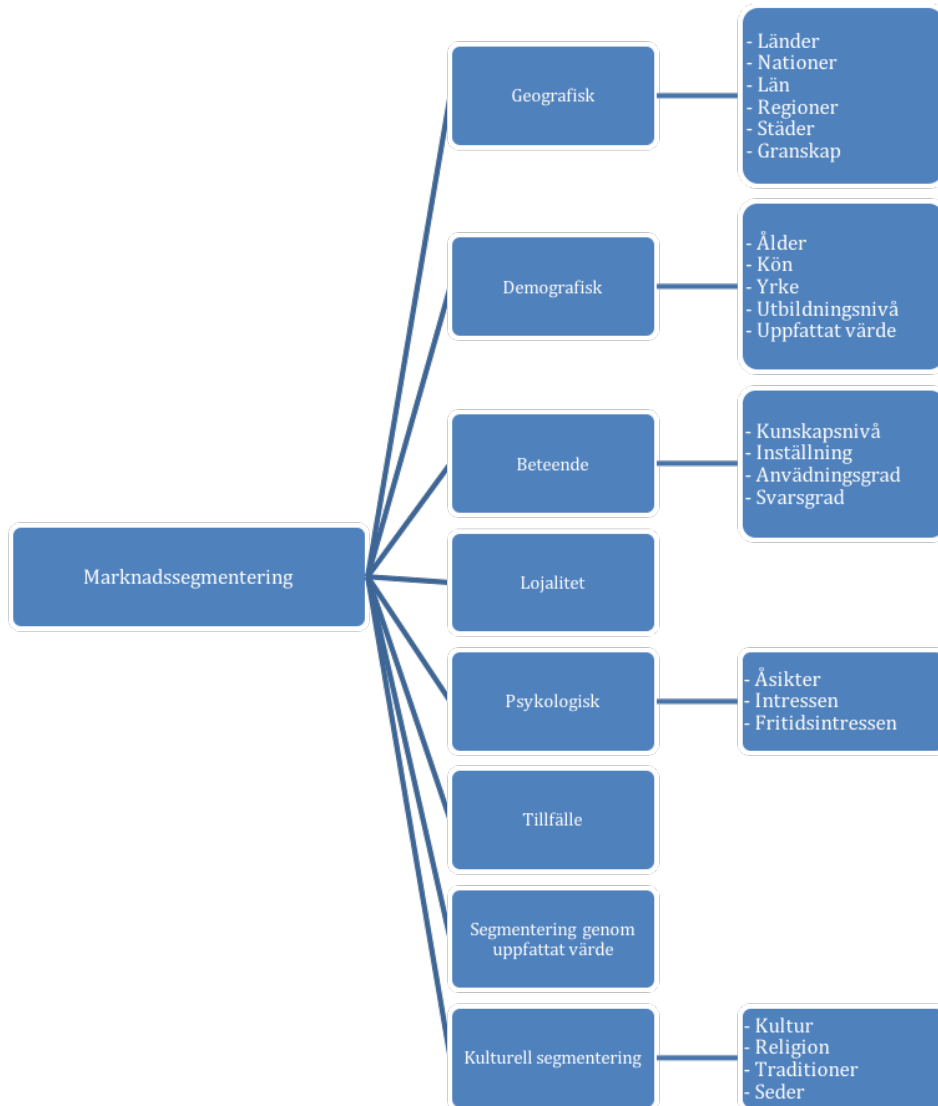 Marknadssegmentering
Geografisk
- Länder
- Nationer
- Län
- Regioner
- Städer
- Granskap
Demografisk
- Ålder
- Kön
- Yrke
- Utbildningsnivå
- Uppfattat värde
Beteende
- Kunskapsnivå
- Inställning
- Anvädningsgrad
- Svarsgrad
Lojalitet
Psykologisk
- Åsikter
- Intressen
- Fritidsintressen
Tillfälle
Segmentering genom
uppfattat värde
Kulturell segmentering
- Kultur
- Religion
- Traditioner
- Seder